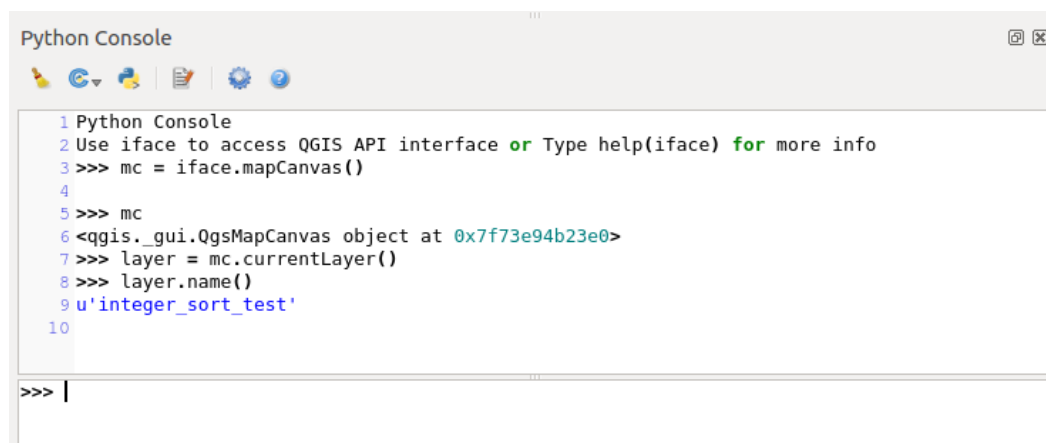 Python Console
1 Python Console
2 Use iface to access QGIS API interface or Type help(iface) for more info
3 >>> mc = iface.mapCanvas()
4
5 >>> mc
6 <qgis._gui.QgsMapCanvas object at 0x7f73e94b23e0>
7 >>> layer = mc.currentLayer()
8 >>> layer.name()
9 u'integer_sort_test'
10
>>>